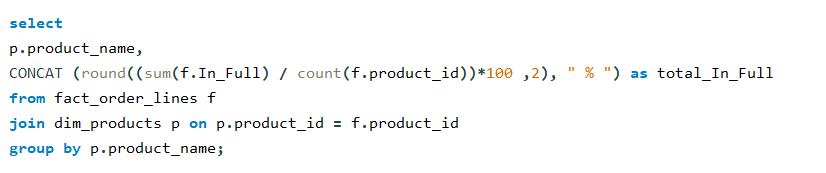 select
p.product_name,
CONCAT (round((sum(f.In_Full) / count(f.product_id))*100 ,2), " % ") as total_In_Full
from fact_order_lines f
join dim_products p on p.product_id = f.product_id
group by p.product_name;